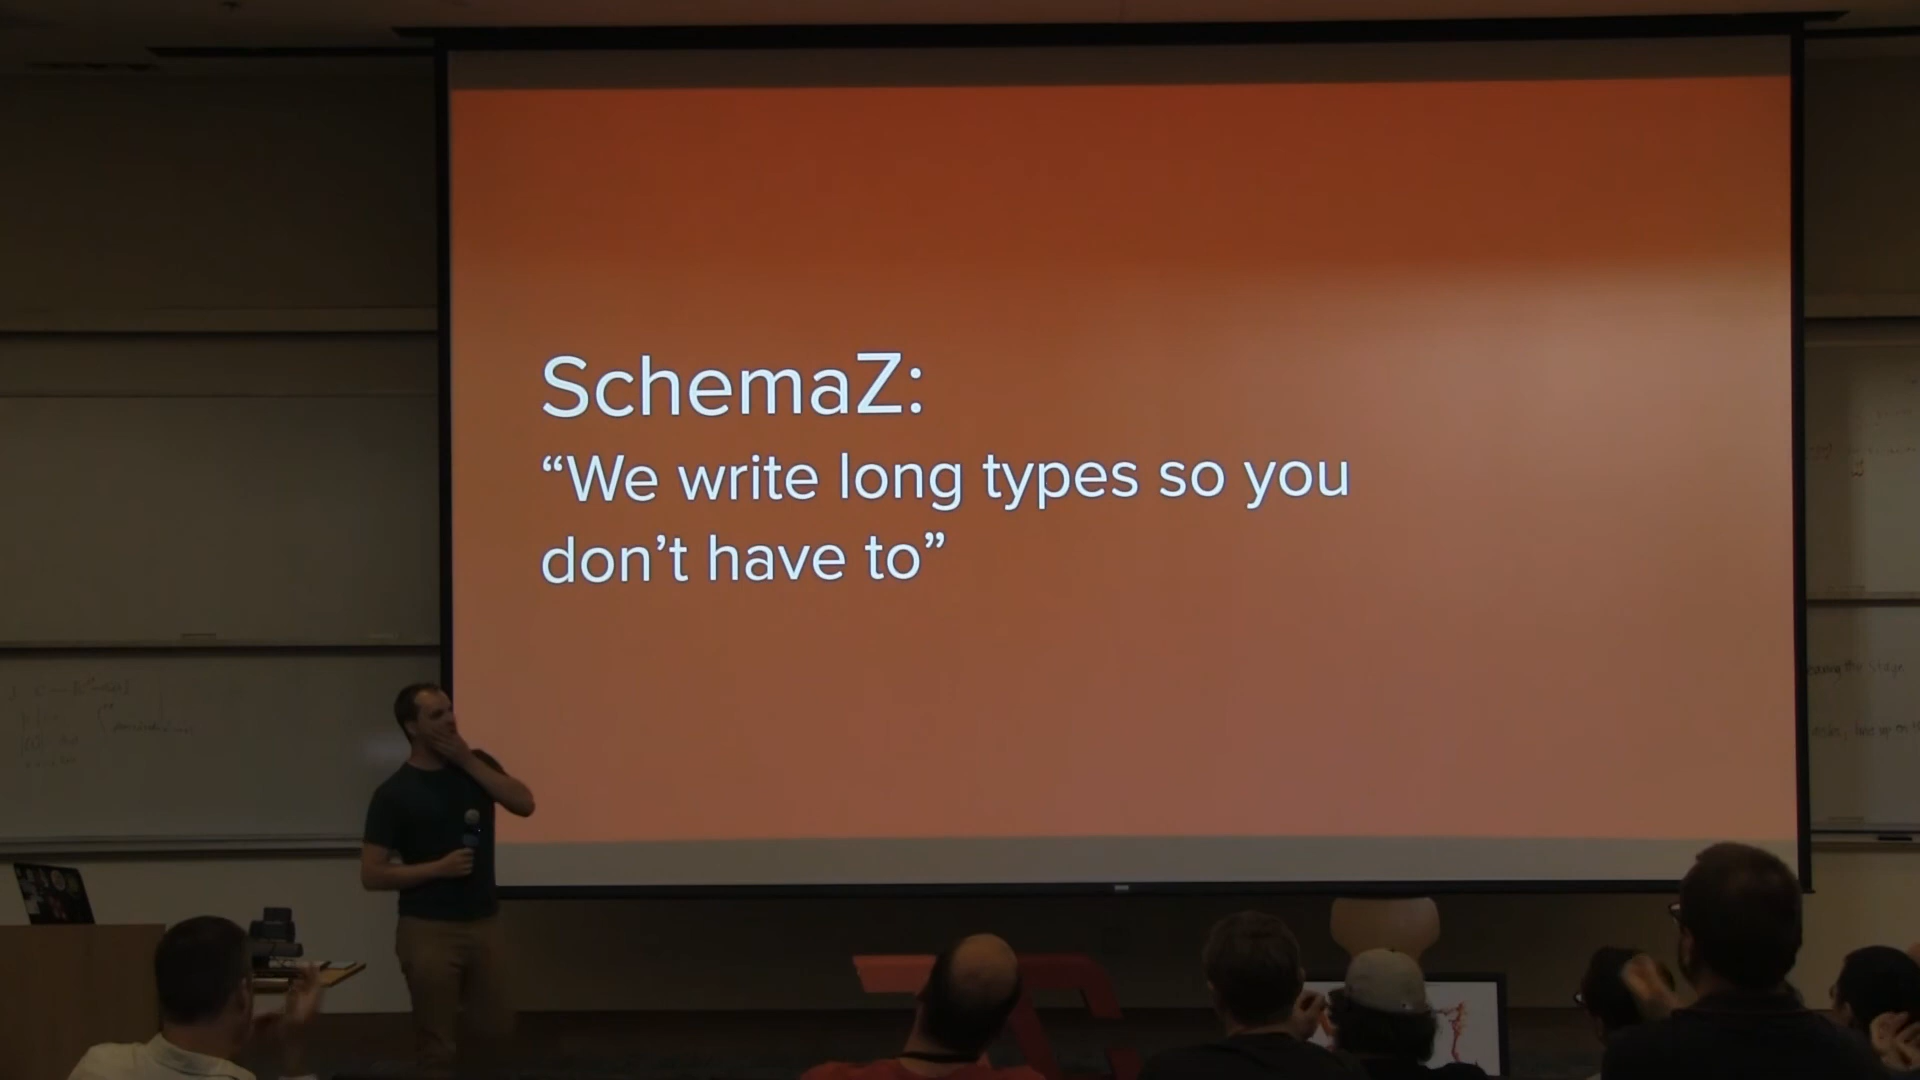 SchemaZ:
“We write long types so you
don’t have to”